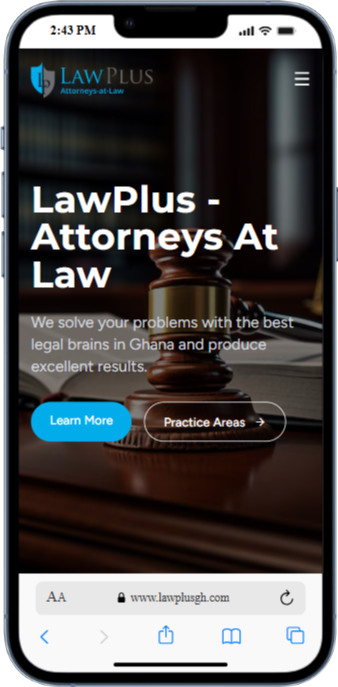 2:43 PM
LAWPLUS
Attorneys-at-Law
LawPlus -
Attorneys At
Law
We solve your problems with the best
legal brains in Ghana and produce
excellent results.
Learn More
Practice Areas →
AA
www.lawplusgh.com